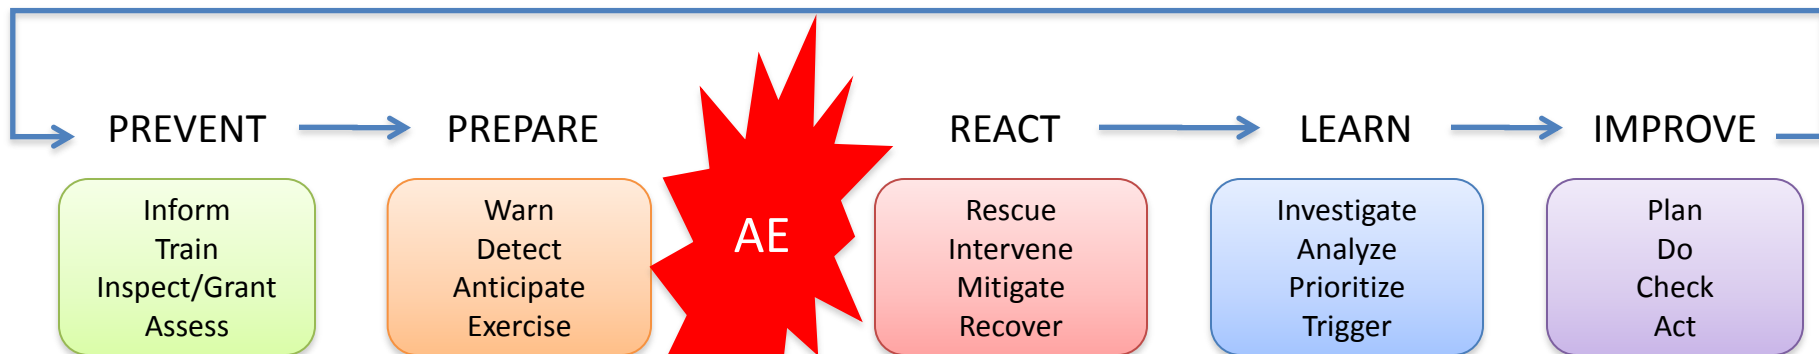 PREVENT
PREPARE
REACT
LEARN
IMPROVE
Inform
Train
Inspect/Grant
Assess
Warn
Detect
Anticipate
Exercise
AE
Rescue
Intervene
Mitigate
Recover
Investigate
Analyze
Prioritize
Trigger
Plan
Do
Check
Act